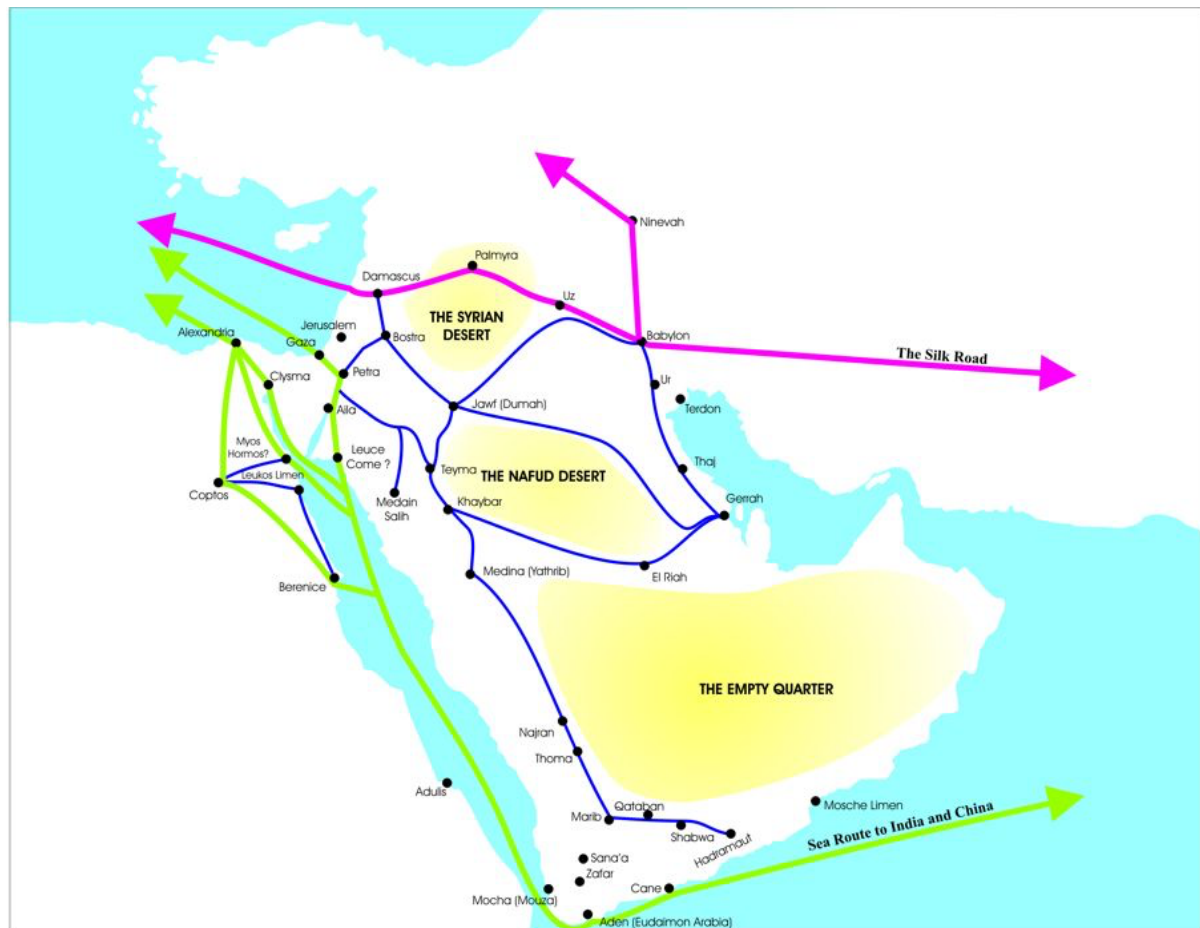 Ninevah
Palmyra
Damascus
Uz
THE SYRIAN
DESERT
Jerusalem
Alexandria
Bostra
Babylon
Gaza
The Silk Road
Clysma
Petra
Ur
Aila
Jawf (Dumah)
Terdon
Myos
Hormos?
Leuce
Come ?
Leukos Limen
Teyma
THE NAFUD DESERT
Thaj
Coptos
Medain
Salih
Khaybar
Gerrah
Medina (Yathrib)
El Riah
Berenice
THE EMPTY QUARTER
Najran
Thoma
Adulis
Qataban
Mosche Limen
Marib
Shabwa
Hadramaut
Sea Route to India and China
Sana'a
Zafar
Cane
Mocha (Mouza)
Aden (Eudaimon Arabia)